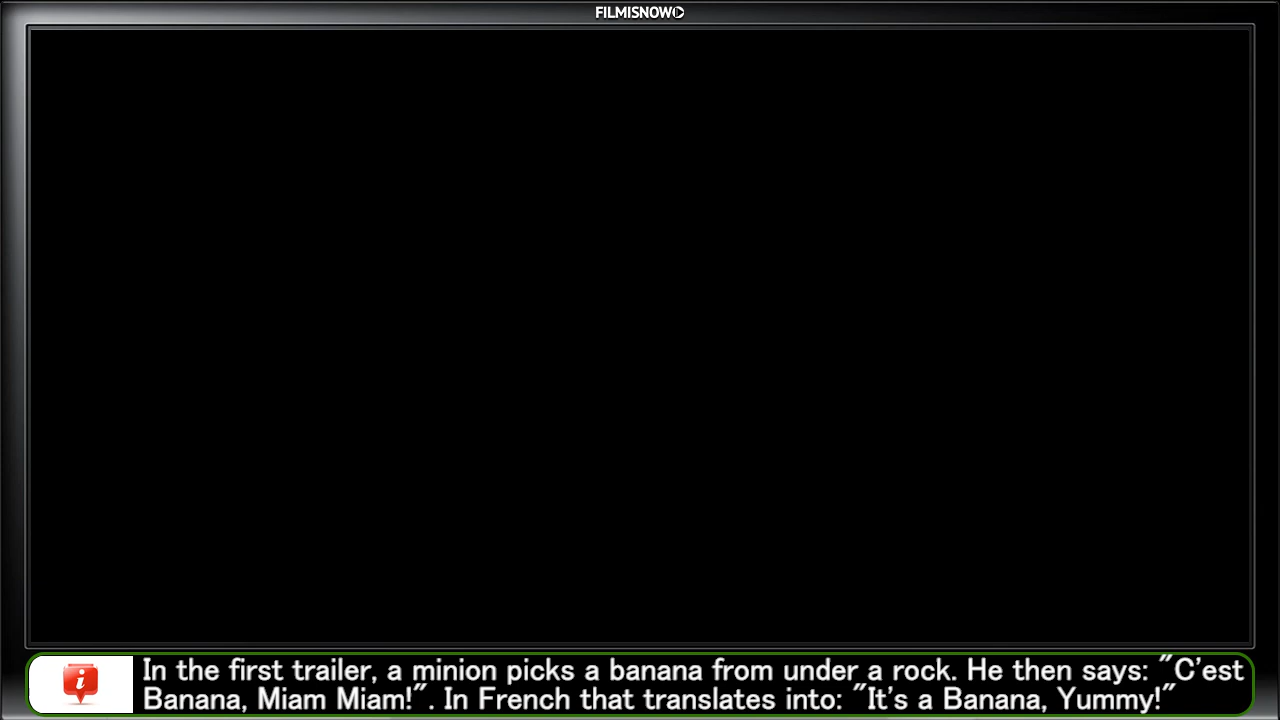 FILMISNOW
In the first trailer, a minion picks a banana from under a rock. He then says: "C'est
Banana, Miam Miam!". In French that translates into: "It's a Banana, Yummy!"